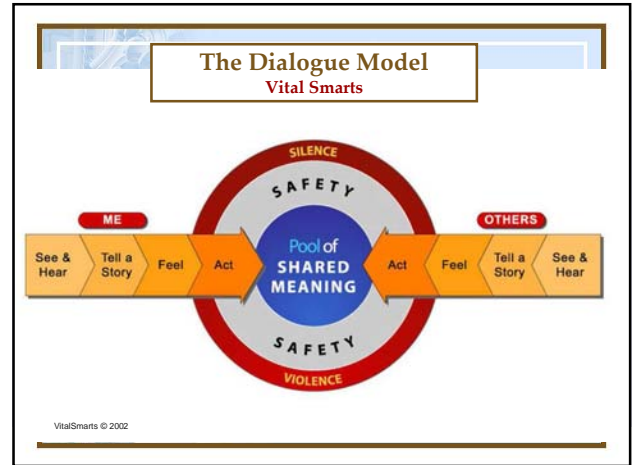 The Dialogue Model
Vital Smarts
SILENCE
SAFETY
ME
OTHERS
See &
Hear
Tell a
Story
Feel
Act
Pool of
SHARED
MEANING
Act
Feel
Tell a
Story
See &
Hear
SAFETY
VIOLENCE
VitalSmarts © 2002